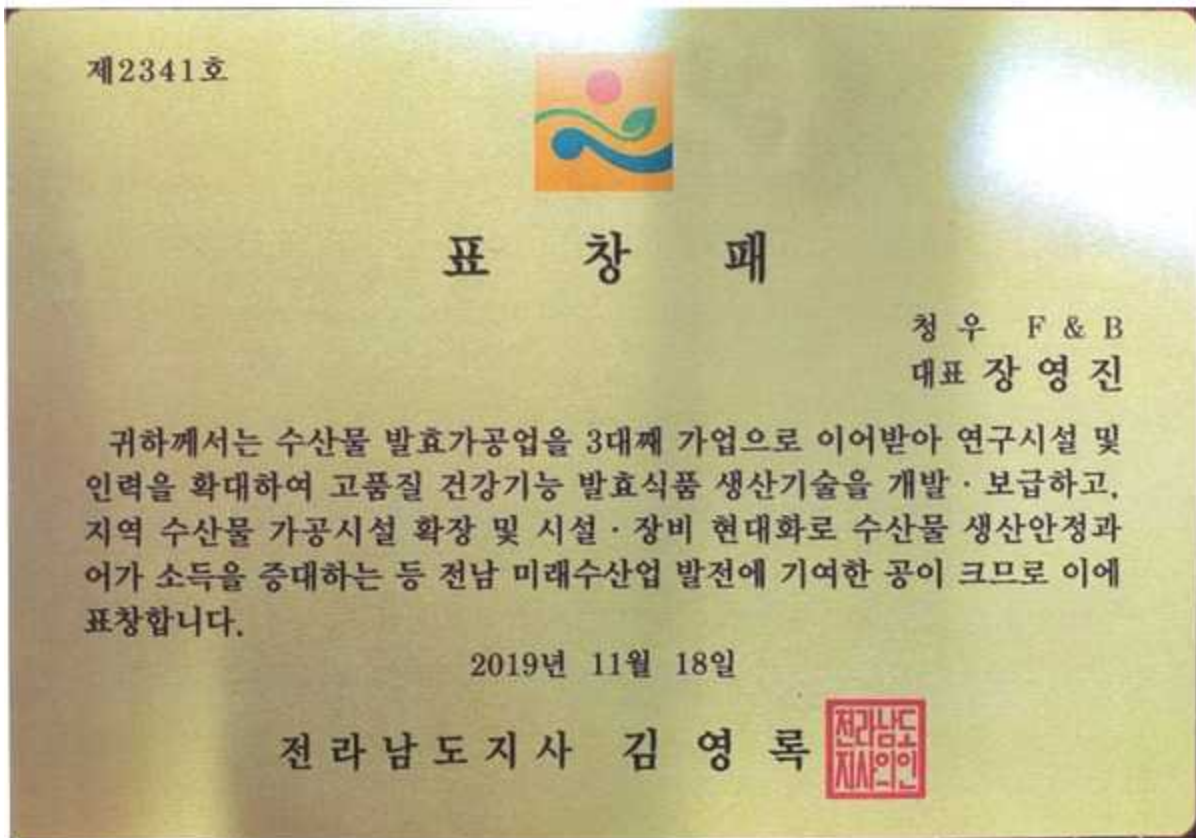 제2341호
표 창 패
청 우 F & B
대표 장 영 진
귀하께서는 수산물 발효가공업을 3대째 가업으로 이어받아 연구시설 및
인력을 확대하여 고품질 건강기능 발효식품 생산기술을 개발 · 보급하고,
지역 수산물 가공시설 확장 및 시설 · 장비 현대화로 수산물 생산안정과
어가 소득을 증대하는 등 전남 미래수산업 발전에 기여한 공이 크므로 이에
표창합니다.
2019년 11월 18일
전 라 남 도 지 사 김 영 록
전라남도
지사의인